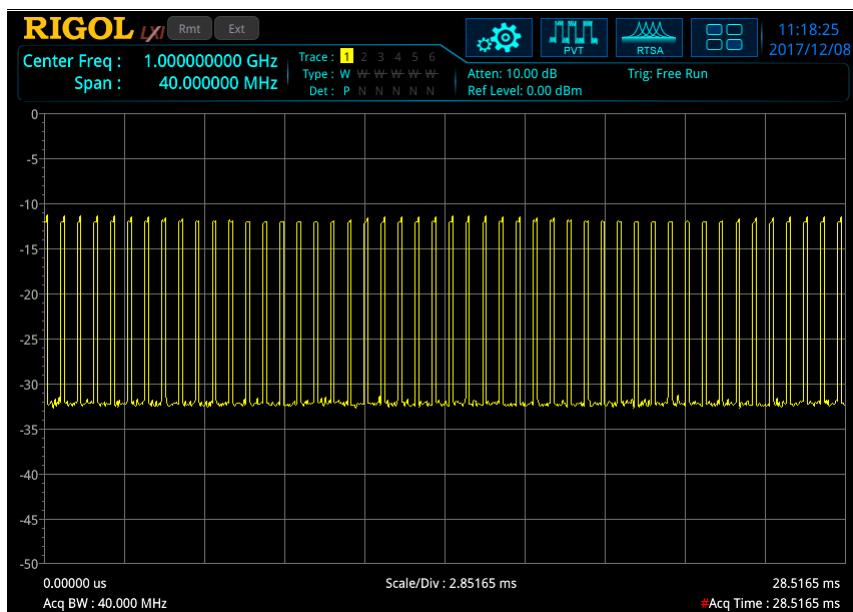 RIGOL LXI Rmt Ext
11:18:25
2017/12/08
PVT RTSA
Center Freq : 1.000000000 GHz
Span : 40.000000 MHz
Trace : 1 2 3 4 5 6
Type : W W W W W W
Det : P N N N N N
Atten: 10.00 dB Trig: Free Run
Ref Level: 0.00 dBm
0
-5
-10
-15
-20
-25
-30
-35
-40
-45
-50
0.00000 us Scale/Div : 2.85165 ms 28.5165 ms
Acq BW : 40.000 MHz #Acq Time : 28.5165 ms